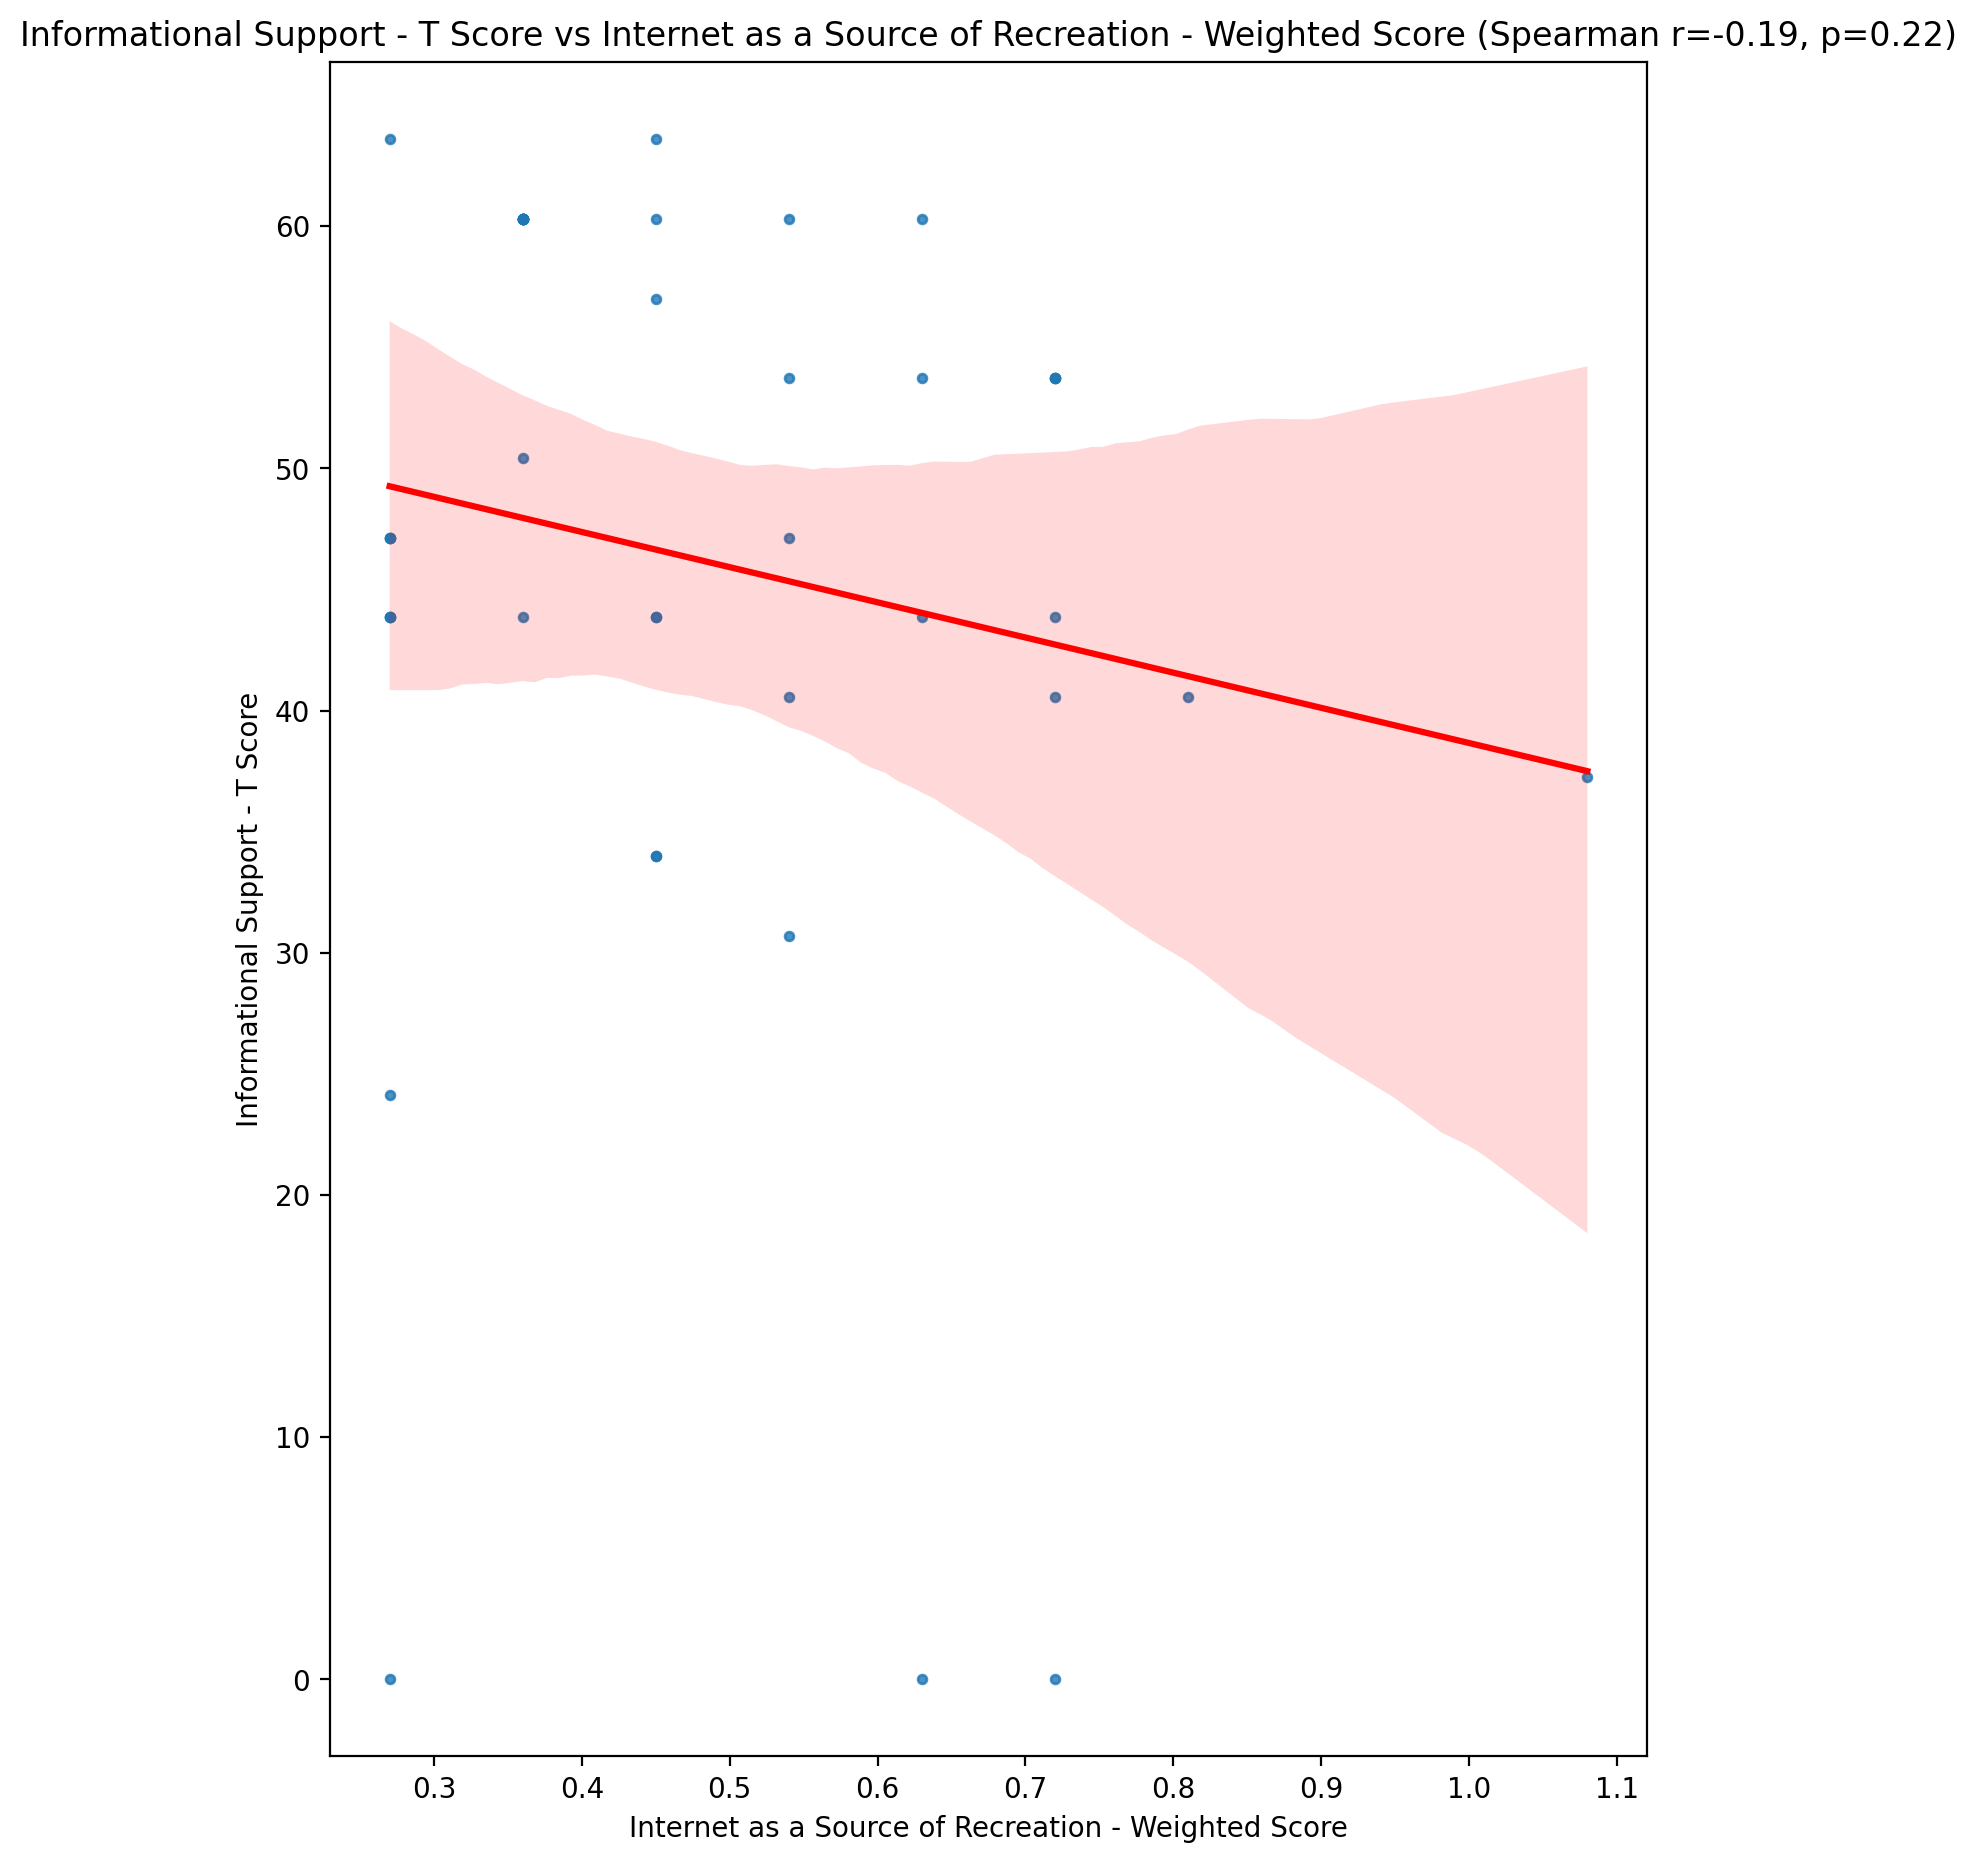 Informational Support - T Score vs Internet as a Source of Recreation - Weighted Score (Spearman r=-0.19, p=0.22)
Informational Support - T Score
60
50
40
30
20
10
0
0.3 0.4 0.5 0.6 0.7 0.8 0.9 1.0 1.1
Internet as a Source of Recreation - Weighted Score